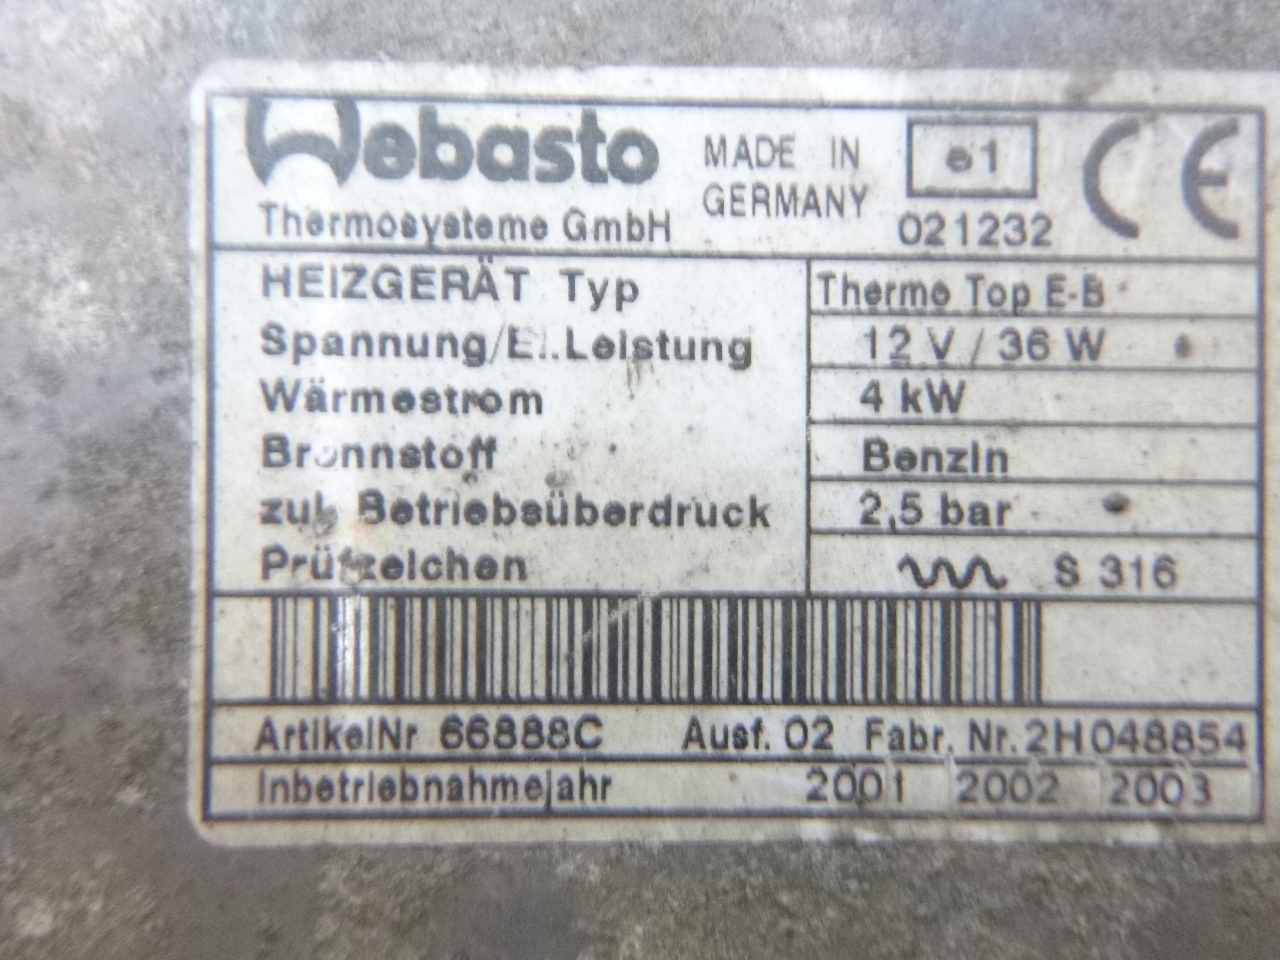 Webasto
Thermosysteme GmbH
MADE IN
GERMANY
e1
021232
CE
HEIZGERÄT Typ Thermo Top E-B
Spannung/El.Leistung 12 V / 36 W
Wärmestrom 4 kW
Brennstoff Benzin
zul. Betriebsüberdruck 2,5 bar
Prüfzeichen S 316
ArtikelNr 66888C Ausf. 02 Fabr. Nr. 2H048854
Inbetriebnahmejahr 2001 2002 2003